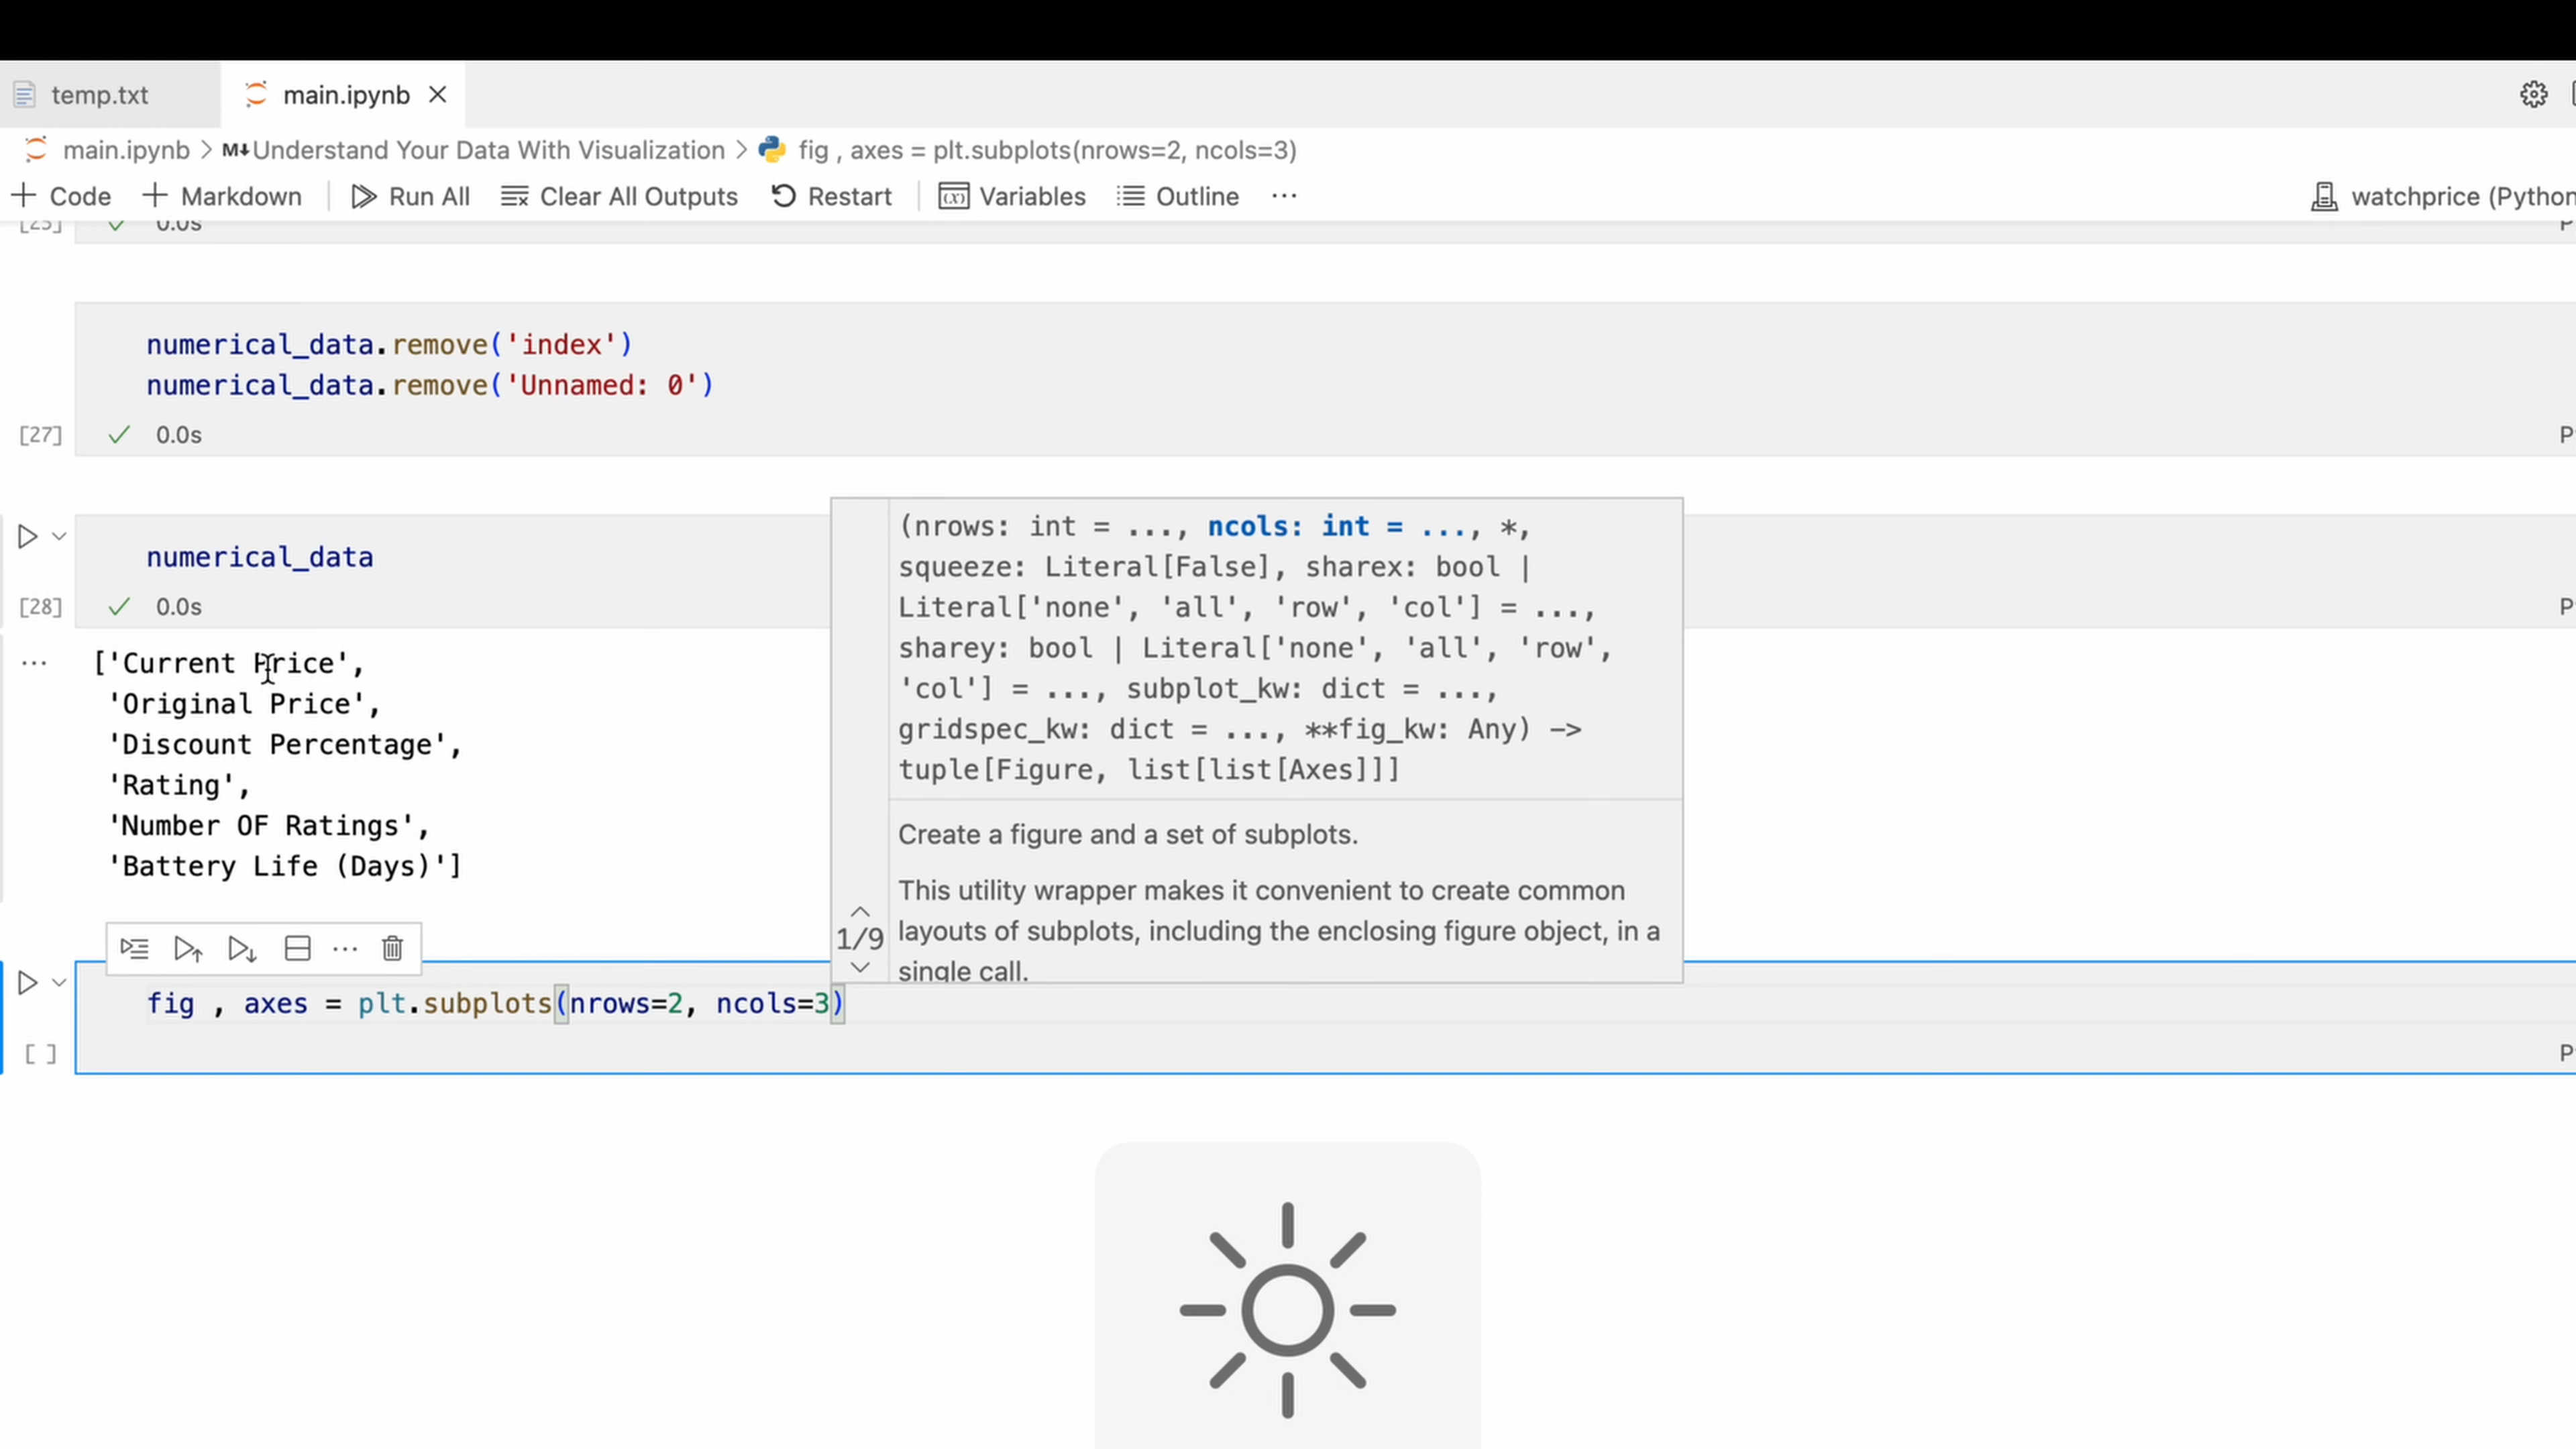 temp.txt
main.ipynb
main.ipynb > M↓Understand Your Data With Visualization > fig , axes = plt.subplots(nrows=2, ncols=3)
+ Code + Markdown Run All Clear All Outputs Restart Variables Outline ... watchprice (Python
[25] 0.0s
numerical_data.remove('index')
numerical_data.remove('Unnamed: 0')
[27] 0.0s
numerical_data
[28] 0.0s
['Current Price',
'Original Price',
'Discount Percentage',
'Rating',
'Number OF Ratings',
'Battery Life (Days)']
(nrows: int = ..., ncols: int = ..., *,
squeeze: Literal[False], sharex: bool |
Literal['none', 'all', 'row', 'col'] = ...,
sharey: bool | Literal['none', 'all', 'row',
'col'] = ..., subplot_kw: dict = ...,
gridspec_kw: dict = ..., **fig_kw: Any) ->
tuple[Figure, list[list[Axes]]]
Create a figure and a set of subplots.
This utility wrapper makes it convenient to create common
layouts of subplots, including the enclosing figure object, in a
single call.
1/9
fig , axes = plt.subplots(nrows=2, ncols=3)
[ ]